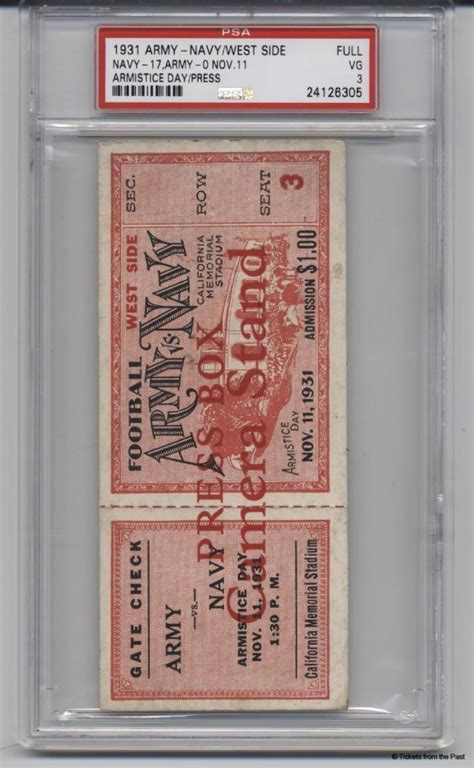 PSA
1931 ARMY-NAVY/WEST SIDE FULL
NAVY-17,ARMY-0 NOV.11 VG
ARMISTICE DAY/PRESS 3
24126305
SEC.
ROW
SEAT
3
FOOTBALL WEST SIDE
ARMY vs. NAVY
CALIFORNIA
MEMORIAL
STADIUM
PRESS BOX
Camera Stand
ARMISTICE
DAY
NOV. 11, 1931
ADMISSION $1.00
GATE CHECK
ARMY
-vs.-
NAVY
ARMISTICE DAY
NOV. 11, 1931
1:30 P. M.
California Memorial Stadium
© Tickets from the Past